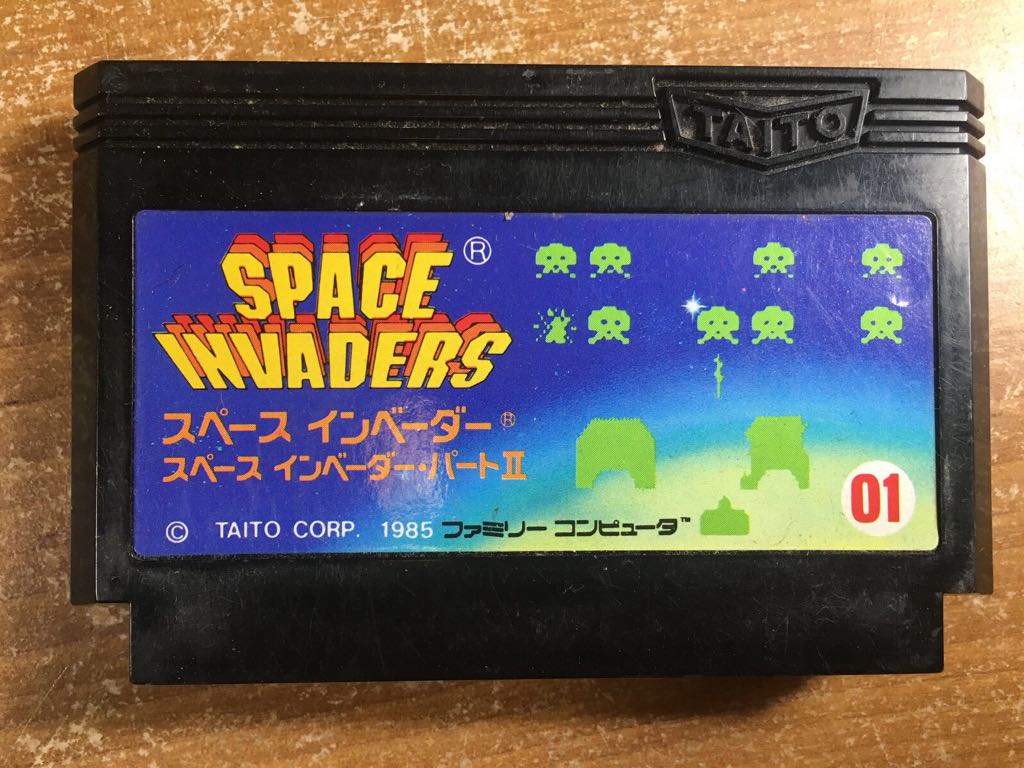 TAITO
SPACE ®
INVADERS
スペース インベーダー®
スペース インベーダー・パートⅡ
© TAITO CORP. 1985 ファミリー コンピュータ™
01